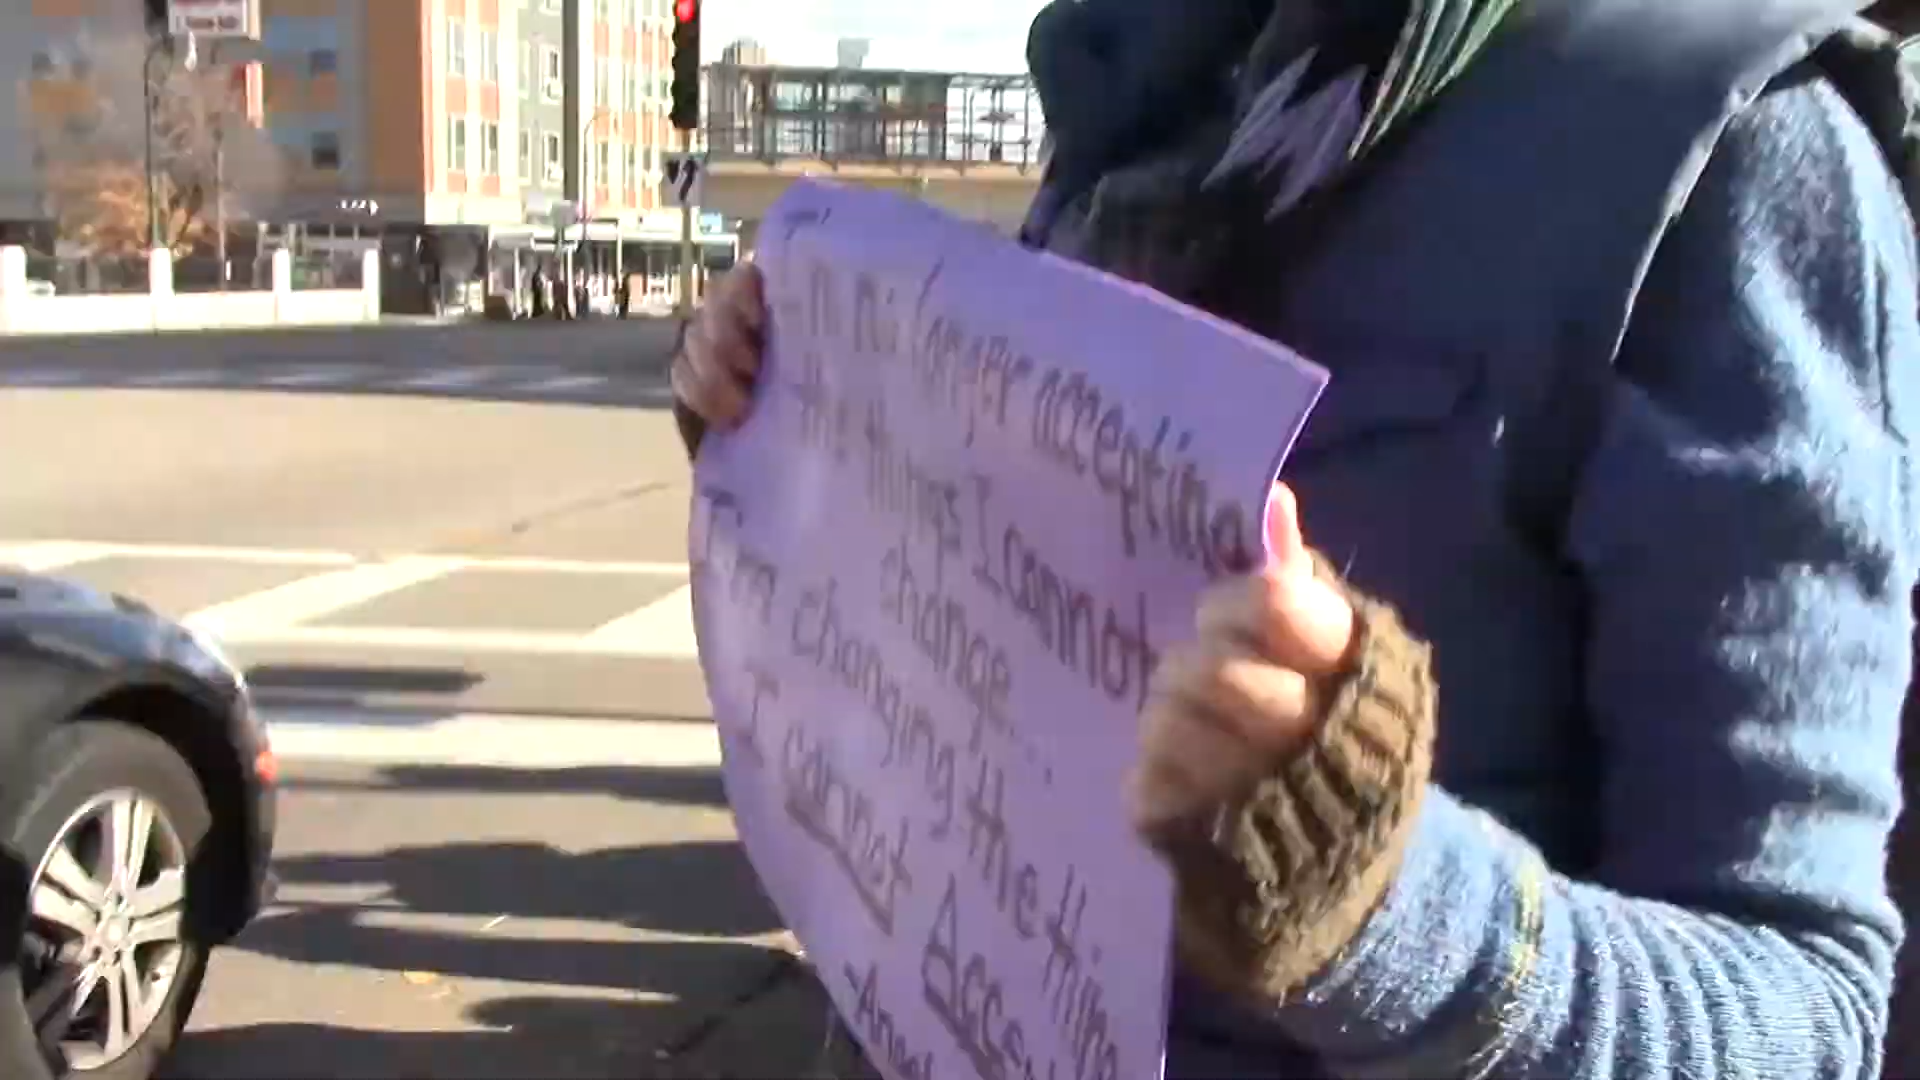 I'm no longer accepting
the things I cannot
change...
I'm changing the things
I cannot Accept